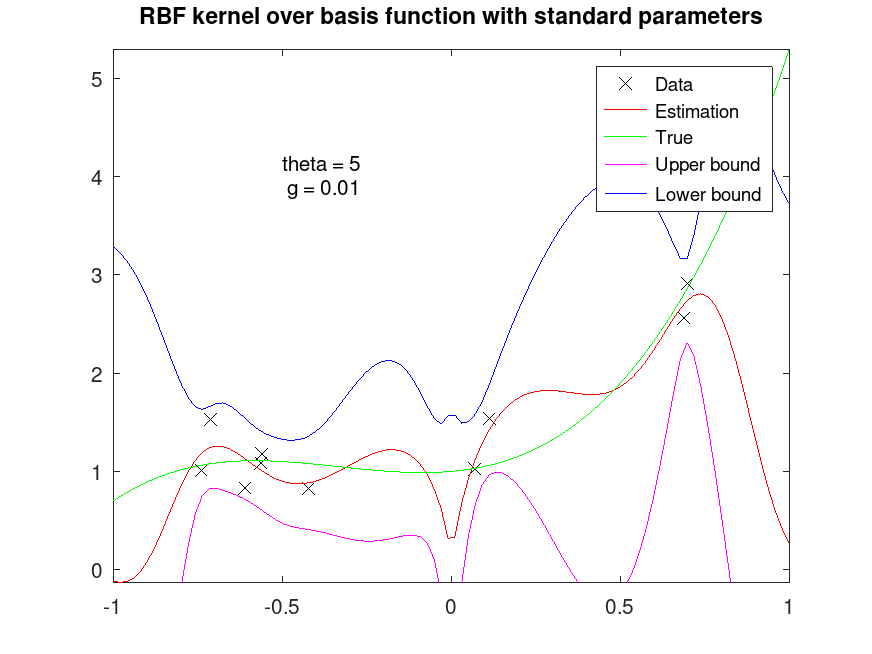 RBF kernel over basis function with standard parameters
5
4
3
2
1
0
-1
-0.5
0
0.5
1
theta = 5
g = 0.01
Data
Estimation
True
Upper bound
Lower bound